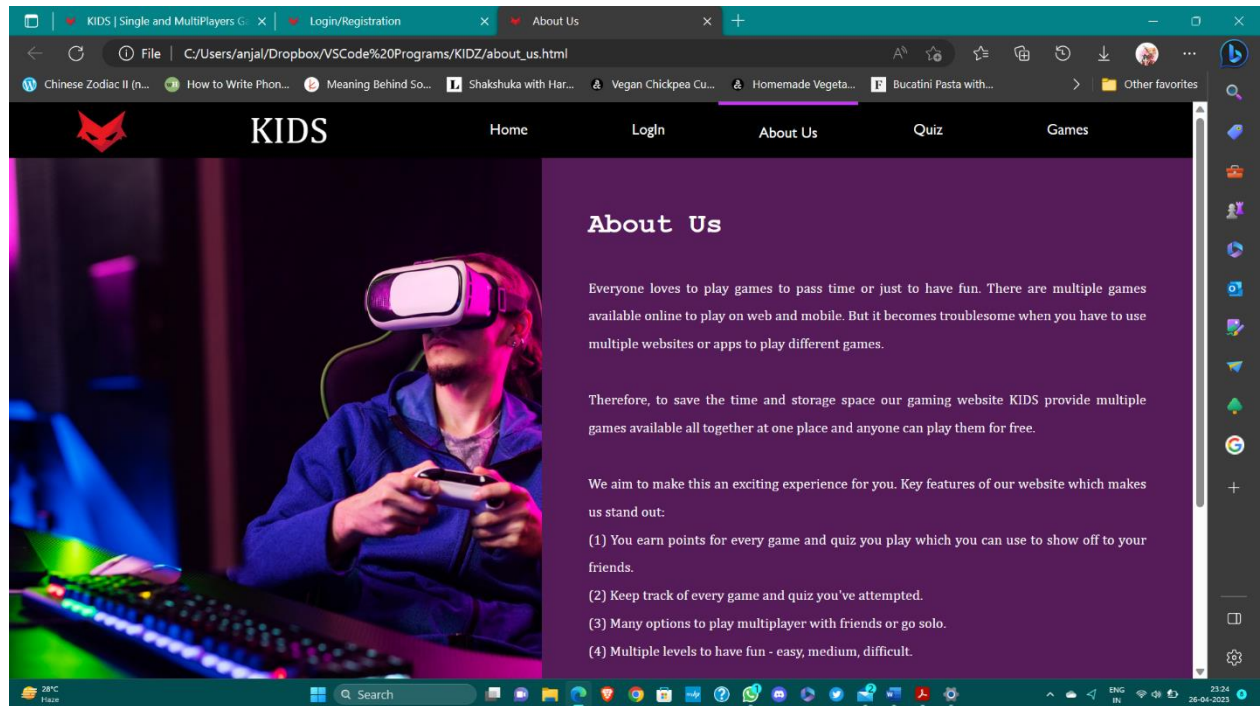 KIDS | Single and MultiPlayers Ga
Login/Registration
About Us
File | C:/Users/anjal/Dropbox/VSCode%20Programs/KIDZ/about_us.html
Chinese Zodiac II (n...
How to Write Phon...
Meaning Behind So...
Shakshuka with Har...
Vegan Chickpea Cu...
Homemade Vegeta...
Bucatini Pasta with...
Other favorites
KIDS
Home
LogIn
About Us
Quiz
Games
About Us
Everyone loves to play games to pass time or just to have fun. There are multiple games
available online to play on web and mobile. But it becomes troublesome when you have to use
multiple websites or apps to play different games.
Therefore, to save the time and storage space our gaming website KIDS provide multiple
games available all together at one place and anyone can play them for free.
We aim to make this an exciting experience for you. Key features of our website which makes
us stand out:
(1) You earn points for every game and quiz you play which you can use to show off to your
friends.
(2) Keep track of every game and quiz you've attempted.
(3) Many options to play multiplayer with friends or go solo.
(4) Multiple levels to have fun - easy, medium, difficult.
28°C
Haze
Search
ENG
IN
23:24
26-04-2023